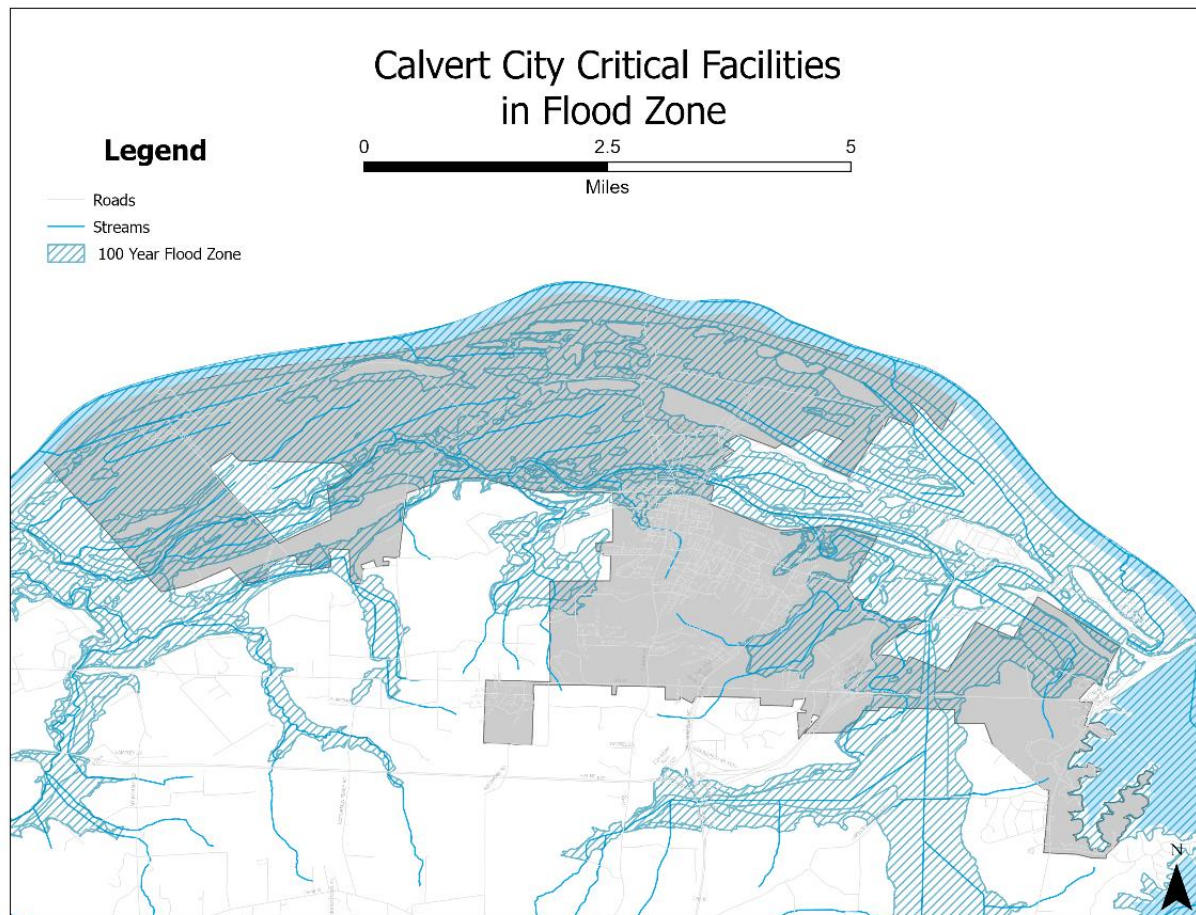 Calvert City Critical Facilities
in Flood Zone
Legend
0 2.5 5
Miles
Roads
Streams
100 Year Flood Zone
N